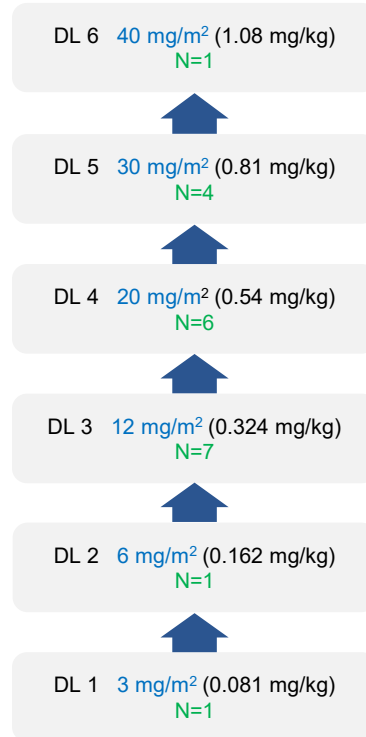 DL 6 40 mg/m² (1.08 mg/kg)
N=1
DL 5 30 mg/m² (0.81 mg/kg)
N=4
DL 4 20 mg/m² (0.54 mg/kg)
N=6
DL 3 12 mg/m² (0.324 mg/kg)
N=7
DL 2 6 mg/m² (0.162 mg/kg)
N=1
DL 1 3 mg/m² (0.081 mg/kg)
N=1